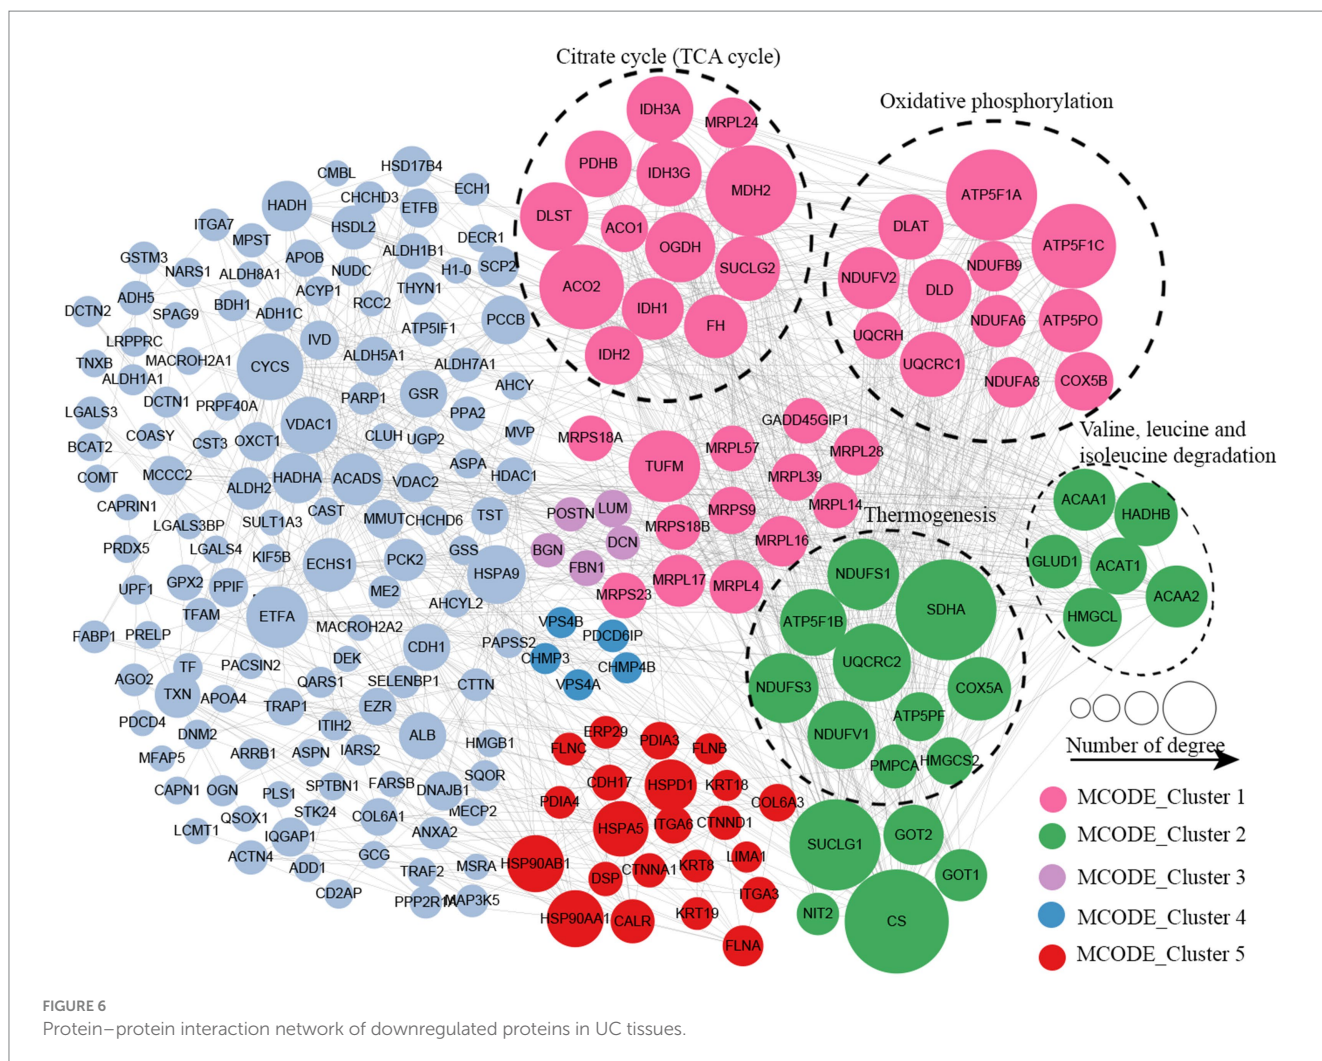 Citrate cycle (TCA cycle)
IDH3A
MRPL24
PDHB
IDH3G
MDH2
DLST
ACO1
OGDH
SUCLG2
ACO2
IDH1
FH
IDH2
Oxidative phosphorylation
ATP5F1A
DLAT
ATP5F1C
NDUFV2
NDUFB9
DLD
NDUFA6
ATP5PO
UQCRH
UQCRC1
NDUFA8
COX5B
Valine, leucine and
isoleucine degradation
ACAA1
HADHB
GLUD1
ACAT1
ACAA2
HMGCL
HSD17B4
CMBL
ECH1
CHCHD3
HADH
ETFB
ITGA7
HSDL2
MPST
DECR1
GSTM3
APOB
ALDH1B1
NARS1
ALDH8A1
NUDC
H1-0
SCP2
ADH5
ACYP1
THYN1
DCTN2
SPAG9
BDH1
ADH1C
RCC2
PCCB
LRPPRC
ATP5IF1
IVD
TNXB
MACROH2A1
CYCS
ALDH5A1
ALDH7A1
ALDH1A1
AHCY
DCTN1
PRPF40A
PARP1
GSR
LGALS3
PPA2
COASY
VDAC1
MVP
BCAT2
CST3
OXCT1
CLUH
UGP2
COMT
MCCC2
HADHA
ACADS
ASPA
HDAC1
ALDH2
VDAC2
CAPRIN1
CAST
LGALS3BP
SULT1A3
MMUT
CHCHD6
TST
PRDX5
LGALS4
KIF5B
GSS
ECHS1
PCK2
HSPA9
UPF1
GPX2
PPIF
ME2
AHCYL2
TFAM
ETFA
MACROH2A2
FABP1
PRELP
CDH1
PAPSS2
TF
PACSIN2
DEK
AGO2
QARS1
SELENBP1
CTTN
TXN
APOA4
TRAP1
EZR
PDCD4
ITIH2
DNM2
ALB
HMGB1
MFAP5
ARRB1
ASPN
IARS2
SQOR
CAPN1
OGN
PLS1
SPTBN1
FARSB
DNAJB1
STK24
MECP2
LCMT1
QSOX1
COL6A1
IQGAP1
ANXA2
ACTN4
GCG
ADD1
TRAF2
MSRA
CD2AP
PPP2R1A
MAP3K5
GADD45GIP1
MRPS18A
MRPL57
MRPL28
TUFM
MRPL39
MRPL14
MRPS9
MRPS18B
MRPL16
MRPL17
MRPL4
MRPS23
LUM
POSTN
DCN
BGN
FBN1
VPS4B
PDCD6IP
CHMP3
CHMP4B
VPS4A
Thermogenesis
NDUFS1
SDHA
ATP5F1B
UQCRC2
NDUFS3
COX5A
ATP5PF
NDUFV1
PMPCA
HMGCS2
ERP29
FLNC
PDIA3
FLNB
CDH17
HSPD1
KRT18
PDIA4
COL6A3
HSPA5
ITGA6
CTNND1
HSP90AB1
LIMA1
CTNNA1
KRT8
DSP
ITGA3
HSP90AA1
CALR
KRT19
FLNA
SUCLG1
GOT2
GOT1
NIT2
CS
Number of degree
MCODE_Cluster 1
MCODE_Cluster 2
MCODE_Cluster 3
MCODE_Cluster 4
MCODE_Cluster 5
FIGURE 6
Protein–protein interaction network of downregulated proteins in UC tissues.